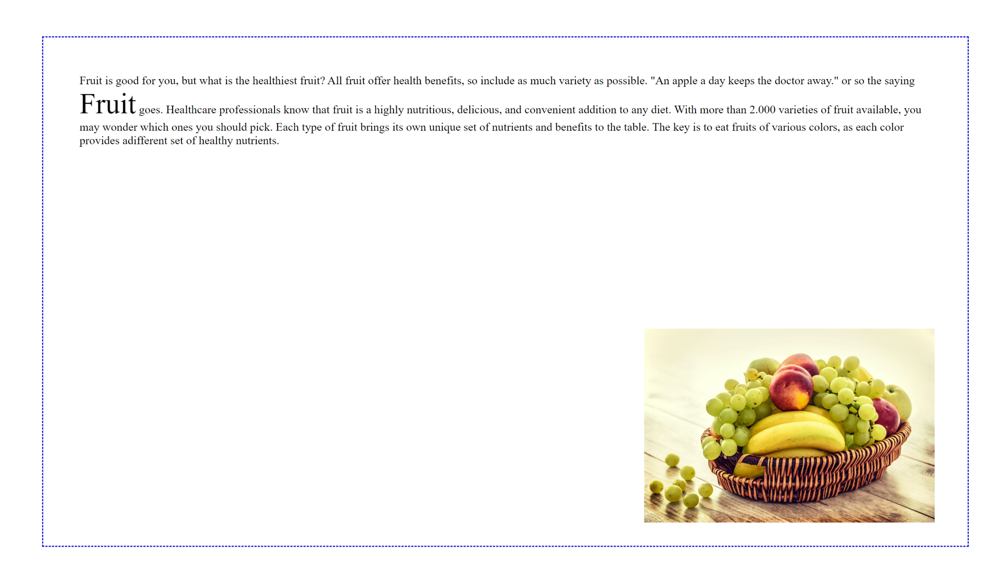 Fruit is good for you, but what is the healthiest fruit? All fruit offer health benefits, so include as much variety as possible. "An apple a day keeps the doctor away." or so the saying
Fruit goes. Healthcare professionals know that fruit is a highly nutritious, delicious, and convenient addition to any diet. With more than 2.000 varieties of fruit available, you
may wonder which ones you should pick. Each type of fruit brings its own unique set of nutrients and benefits to the table. The key is to eat fruits of various colors, as each color
provides adifferent set of healthy nutrients.